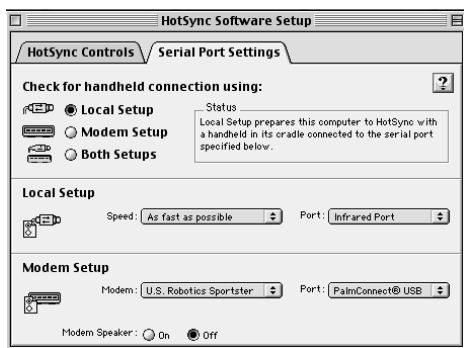 HotSync Software Setup
HotSync Controls Serial Port Settings
Check for handheld connection using: ?
Local Setup
Modem Setup
Both Setups
Status
Local Setup prepares this computer to HotSync with
a handheld in its cradle connected to the serial port
specified below.
Local Setup
Speed: As fast as possible Port: Infrared Port
Modem Setup
Modem: U.S. Robotics Sportster Port: PalmConnect® USB
Modem Speaker: On Off